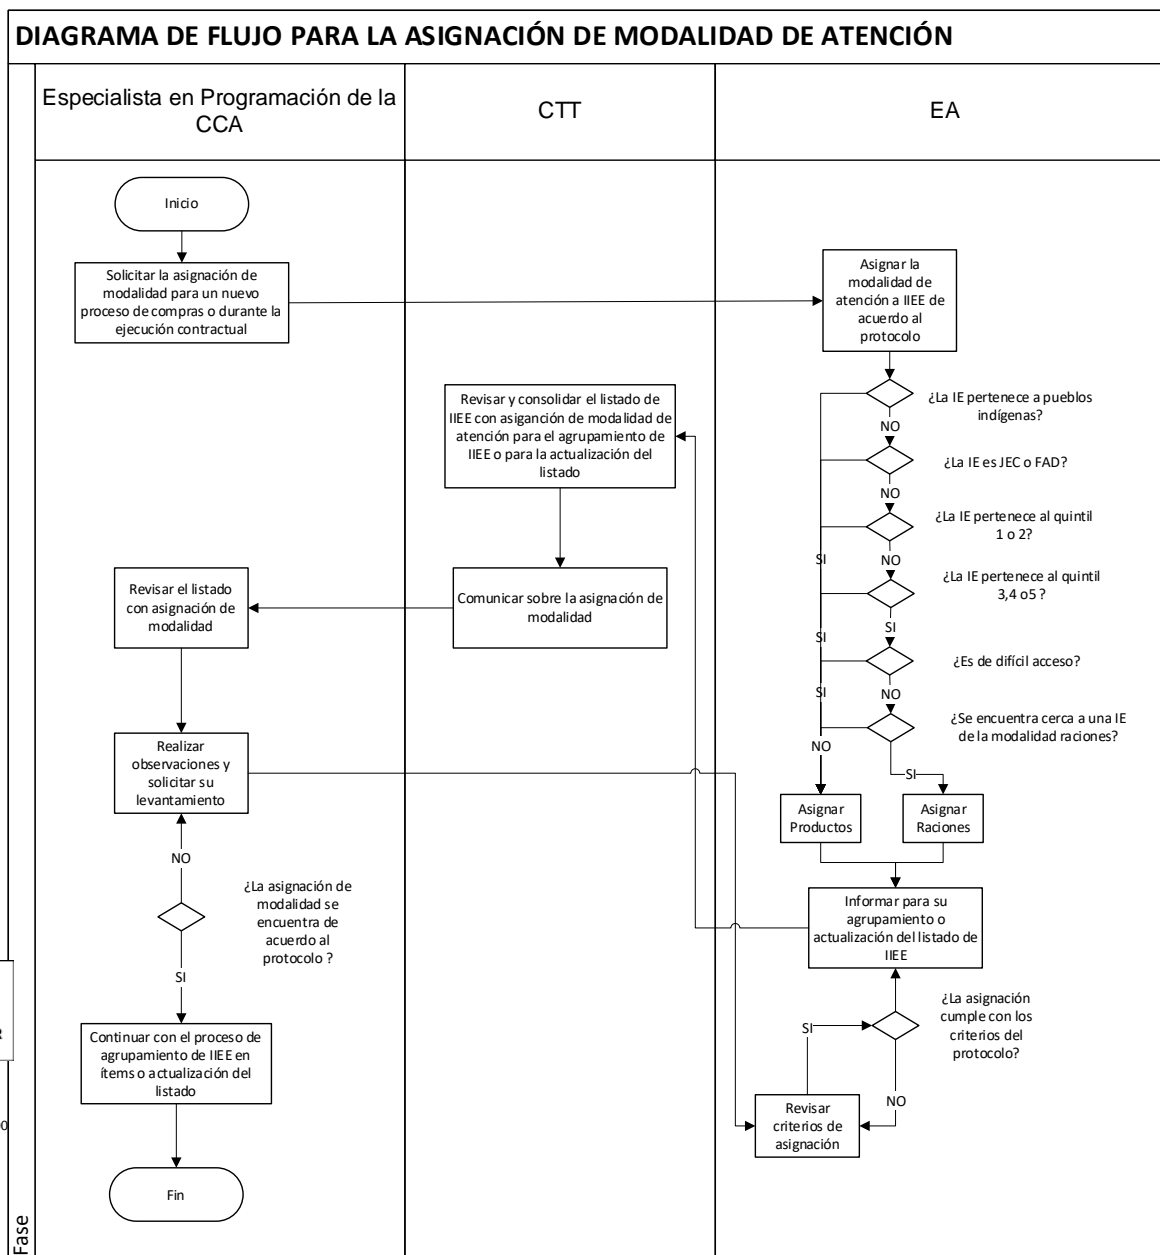 DIAGRAMA DE FLUJO PARA LA ASIGNACIÓN DE MODALIDAD DE ATENCIÓN
Especialista en Programación de la
CCA
CTT
EA
Inicio
Solicitar la asignación de
modalidad para un nuevo
proceso de compras o durante la
ejecución contractual
Asignar la
modalidad de
atención a IIEE de
acuerdo al
protocolo
¿La IE pertenece a pueblos
indígenas?
NO
Revisar y consolidar el listado de
IIEE con asiganción de modalidad de
atención para el agrupamiento de
IIEE o para la actualización del
listado
¿La IE es JEC o FAD?
NO
¿La IE pertenece al quintil
1 o 2?
SI
NO
¿La IE pertenece al quintil
3,4 o5 ?
SI
SI
Comunicar sobre la asignación de
modalidad
Revisar el listado
con asignación de
modalidad
¿Es de difícil acceso?
SI
NO
¿Se encuentra cerca a una IE
de la modalidad raciones?
NO
SI
Realizar
observaciones y
solicitar su
levantamiento
Asignar
Productos
Asignar
Raciones
NO
¿La asignación de
modalidad se
encuentra de
acuerdo al
protocolo ?
SI
Informar para su
agrupamiento o
actualización del listado de
IIEE
¿La asignación
cumple con los
criterios del
protocolo?
SI
NO
Revisar
criterios de
asignación
Continuar con el proceso de
agrupamiento de IIEE en
ítems o actualización del
listado
Fin
Fase